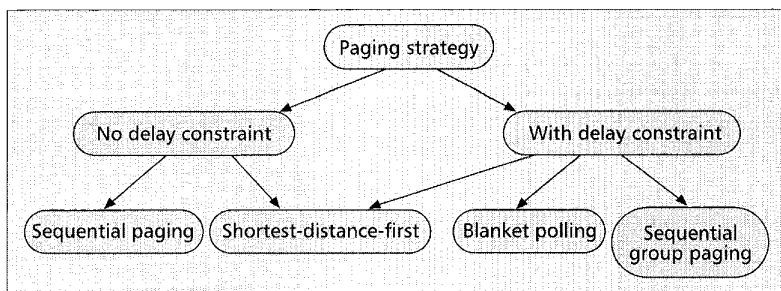 Paging strategy
No delay constraint
With delay constraint
Sequential paging
Shortest-distance-first
Blanket polling
Sequential
group paging